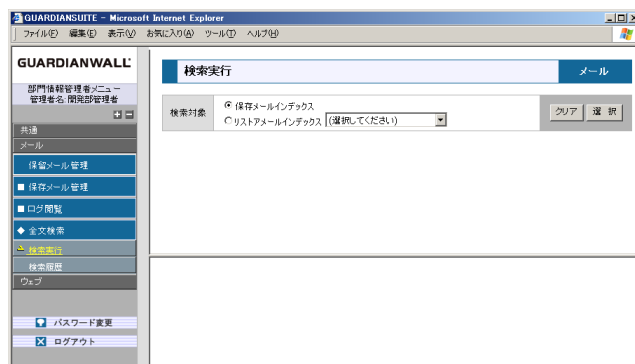 GUARDIANSUITE - Microsoft Internet Explorer
ファイル(F) 編集(E) 表示(V) お気に入り(A) ツール(T) ヘルプ(H)
GUARDIANWALL
部門情報管理者メニュー
管理者名:開発部管理者
共通
メール
保留メール管理
保存メール管理
ログ閲覧
全文検索
検索実行
検索履歴
ウェブ
パスワード変更
ログアウト
検索実行 メール
検索対象
保存メールインデックス
リストアメールインデックス (選択してください)
クリア 選 択